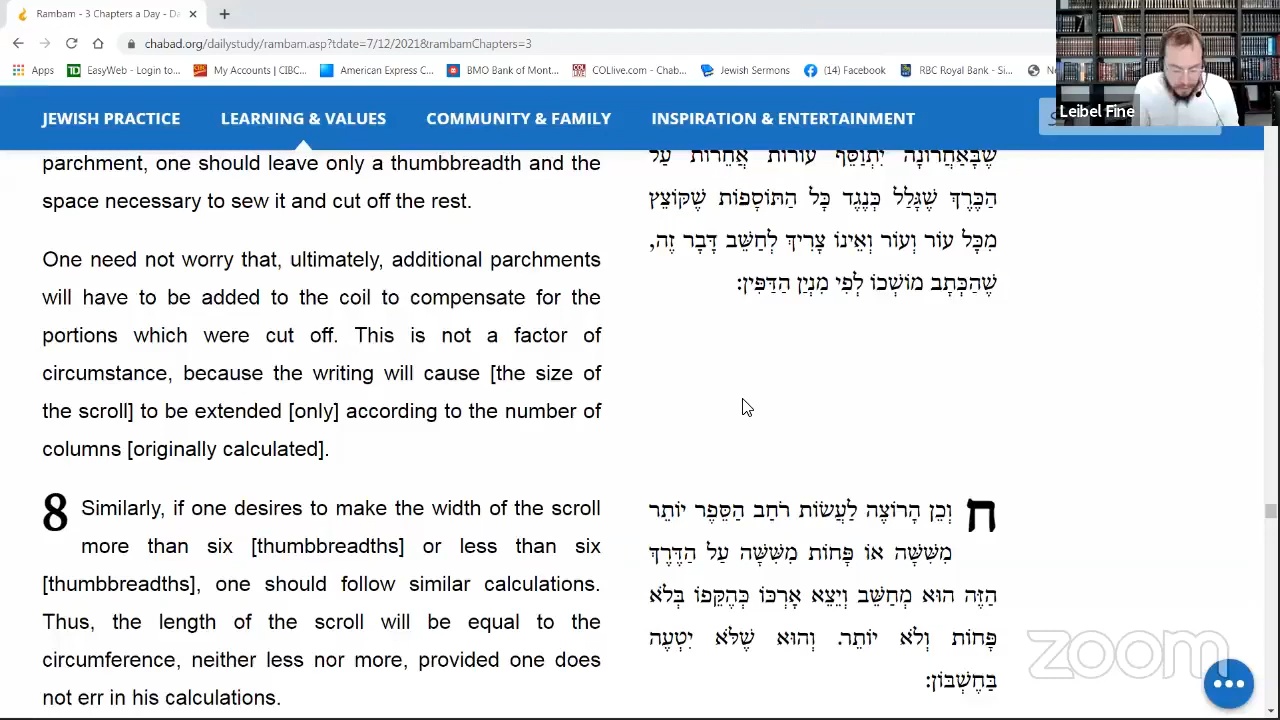 Rambam - 3 Chapters a Day - Da
chabad.org/dailystudy/rambam.asp?tdate=7/12/2021&rambamChapters=3
Apps EasyWeb - Login to... My Accounts | CIBC... American Express C... BMO Bank of Mont... COLlive.com - Chab... Jewish Sermons (14) Facebook RBC Royal Bank - Si...
Leibel Fine
JEWISH PRACTICE LEARNING & VALUES COMMUNITY & FAMILY INSPIRATION & ENTERTAINMENT
parchment, one should leave only a thumbbreadth and the
space necessary to sew it and cut off the rest.
One need not worry that, ultimately, additional parchments
will have to be added to the coil to compensate for the
portions which were cut off. This is not a factor of
circumstance, because the writing will cause [the size of
the scroll] to be extended [only] according to the number of
columns [originally calculated].
8 Similarly, if one desires to make the width of the scroll
more than six [thumbbreadths] or less than six
[thumbbreadths], one should follow similar calculations.
Thus, the length of the scroll will be equal to the
circumference, neither less nor more, provided one does
not err in his calculations.
שֶׁבָּאַחֲרוֹנָה יִתְוַסֵּף עוֹרוֹת אֲחֵרוֹת עַל
הַכֶּרֶךְ שֶׁגָּלַל כְּנֶגֶד כָּל הַתּוֹסָפוֹת שֶׁקּוֹצֵץ
מִכָּל עוֹר וָעוֹר וְאֵינוֹ צָרִיךְ לְחַשֵּׁב דָּבָר זֶה,
שֶׁהַכְּתָב מוֹשְׁכוֹ לְפִי מִנְיַן הַדַּפִּין:
ח וְכֵן הָרוֹצֶה לַעֲשׂוֹת רֹחַב הַסֵּפֶר יוֹתֵר
מִשִּׁשָּׁה אוֹ פָּחוֹת מִשִּׁשָּׁה עַל הַדֶּרֶךְ
הַזֶּה הוּא מְחַשֵּׁב וְיֵצֵא אָרְכּוֹ כְּהֶקֵּפוֹ בְּלֹא
פָּחוֹת וְלֹא יוֹתֵר. וְהוּא שֶׁלֹּא יִטְעֶה
בַּחֶשְׁבּוֹן:
zoom